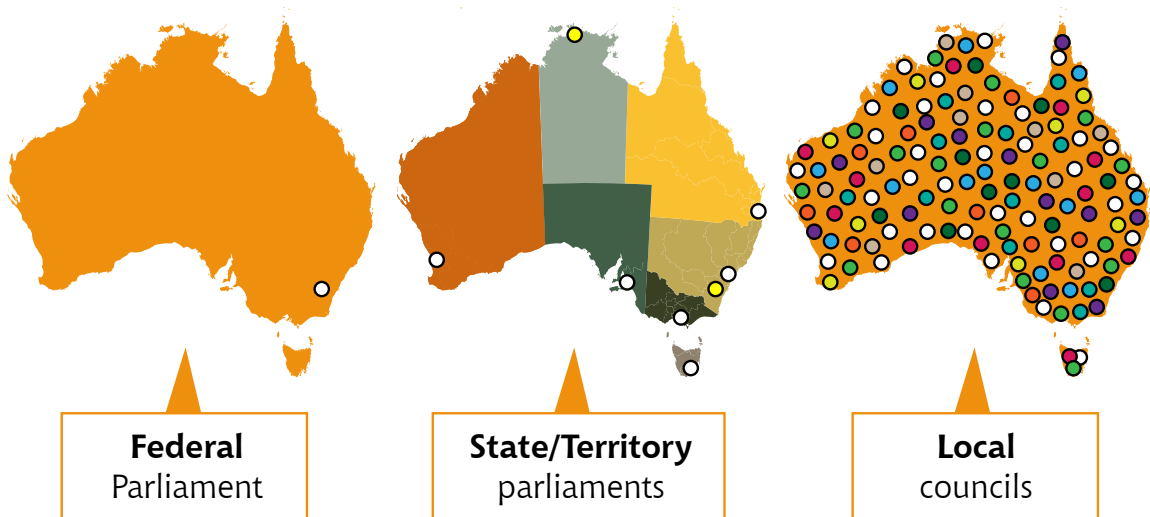 Federal
Parliament
State/Territory
parliaments
Local
councils